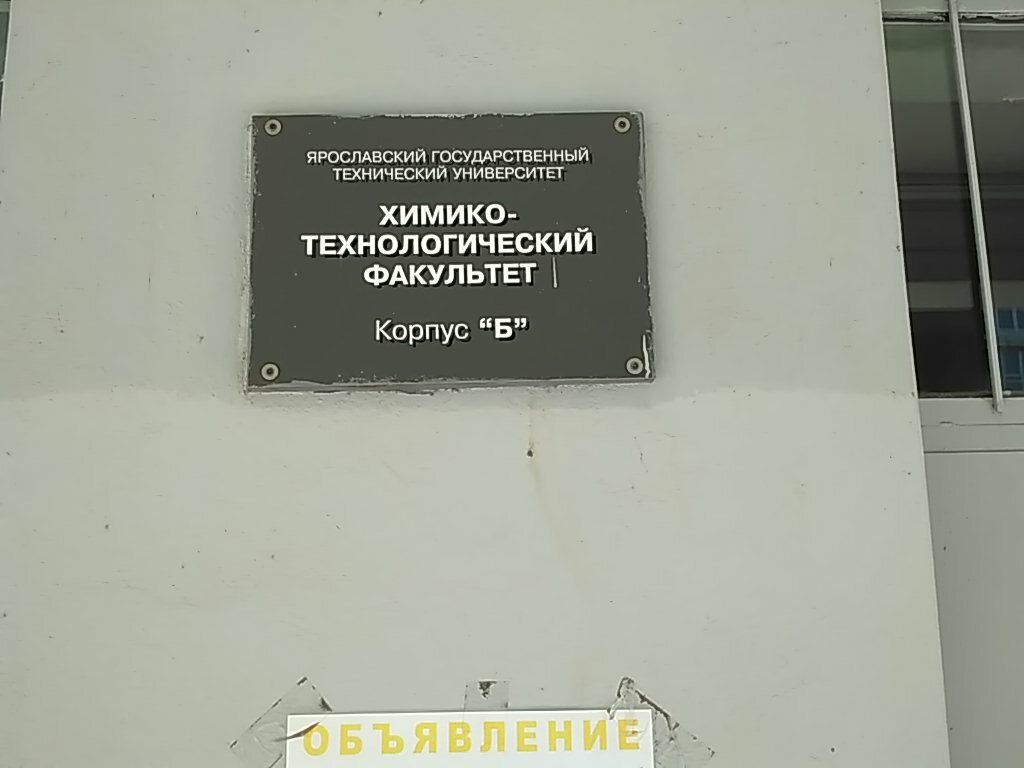 ЯРОСЛАВСКИЙ ГОСУДАРСТВЕННЫЙ
ТЕХНИЧЕСКИЙ УНИВЕРСИТЕТ
ХИМИКО-
ТЕХНОЛОГИЧЕСКИЙ
ФАКУЛЬТЕТ
Корпус “Б”
ОБЪЯВЛЕНИЕ